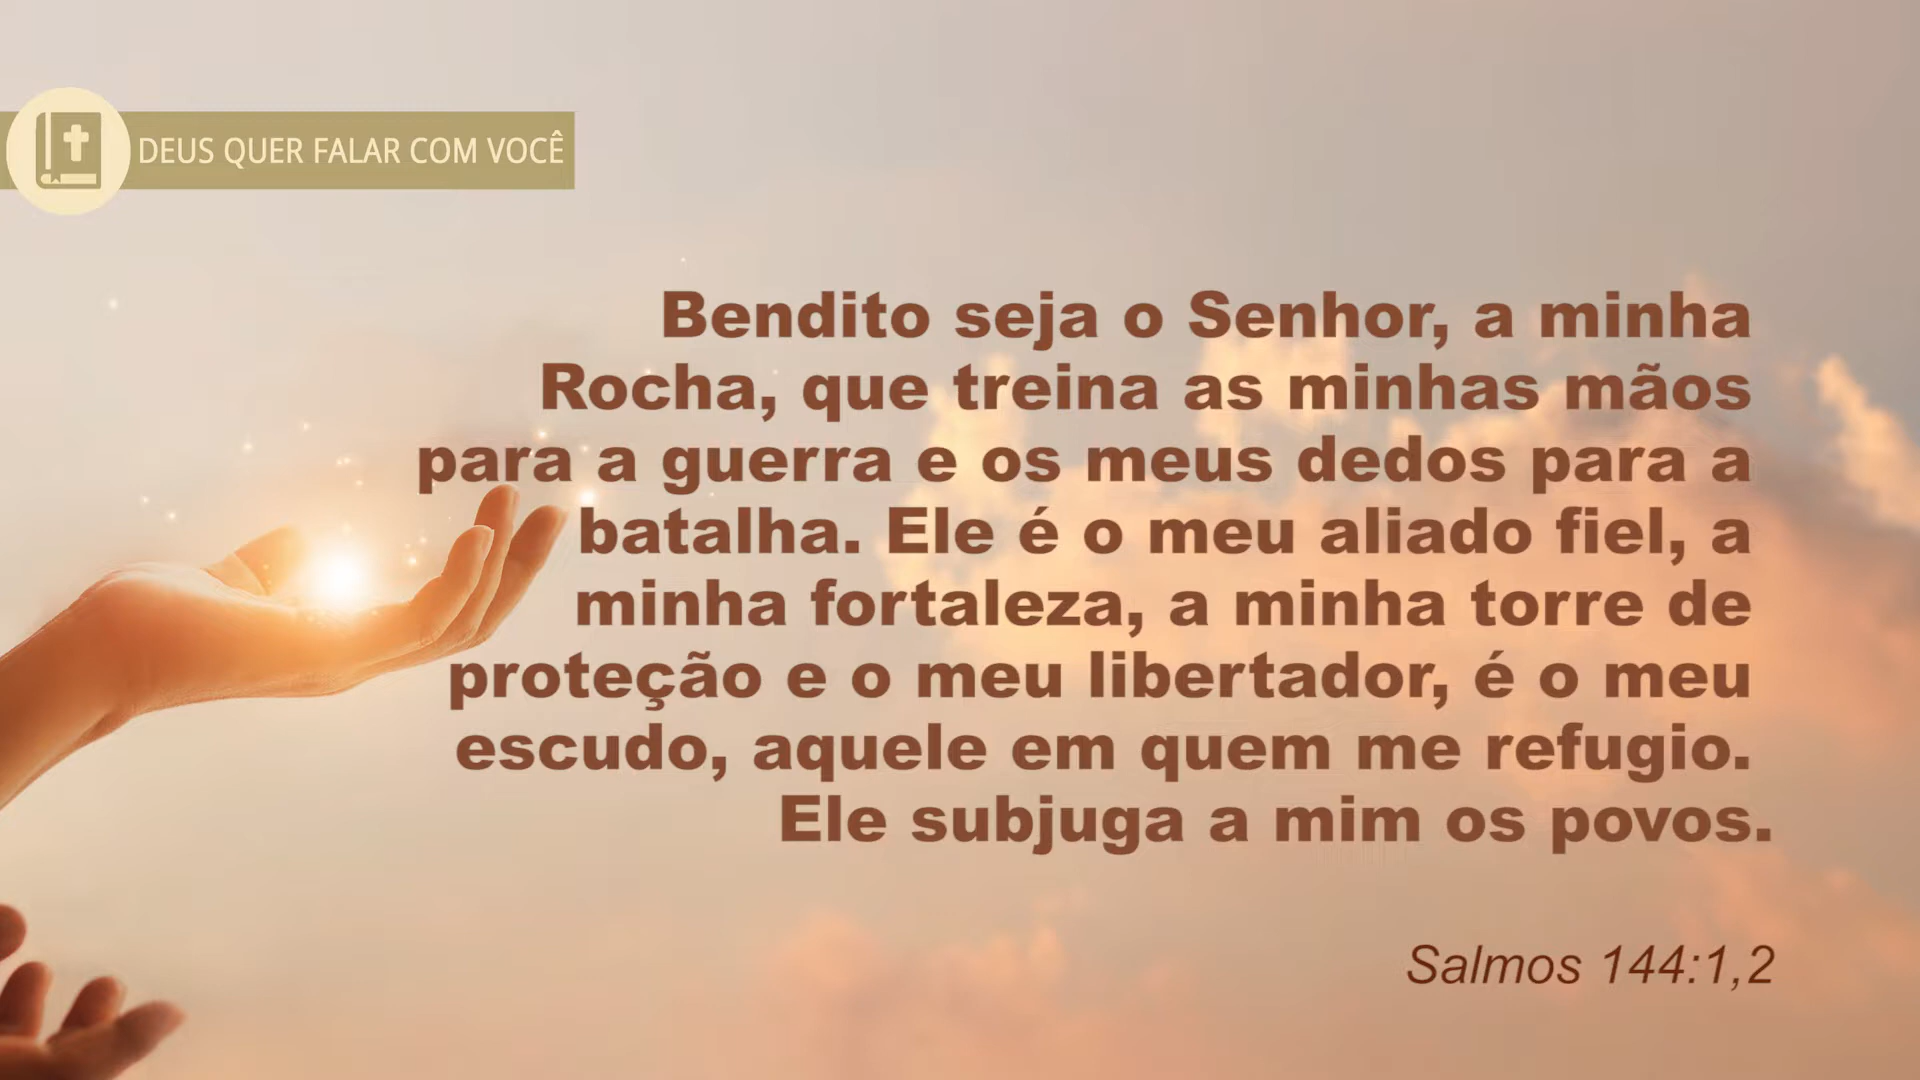 DEUS QUER FALAR COM VOCÊ
Bendito seja o Senhor, a minha
Rocha, que treina as minhas mãos
para a guerra e os meus dedos para a
batalha. Ele é o meu aliado fiel, a
minha fortaleza, a minha torre de
proteção e o meu libertador, é o meu
escudo, aquele em quem me refugio.
Ele subjuga a mim os povos.
Salmos 144:1,2